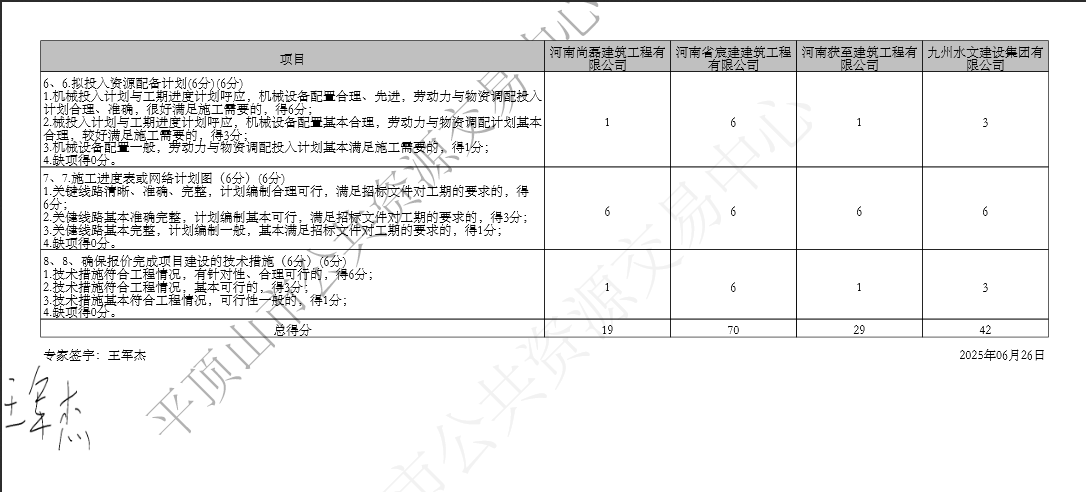 项目
河南尚磊建筑工程有
限公司
河南省宸建建筑工程
有限公司
河南获至建筑工程有
限公司
九州水文建设集团有
限公司
6、6.拟投入资源配备计划(6分)(6分)
1.机械投入计划与工期进度计划呼应，机械设备配置合理、先进，劳动力与物资调配投入
计划合理、准确，很好满足施工需要的，得6分；
2.械投入计划与工期进度计划呼应，机械设备配置基本合理，劳动力与物资调配计划基本
合理，较好满足施工需要的，得3分；
3.机械设备配置一般，劳动力与物资调配投入计划基本满足施工需要的，得1分；
4.缺项得0分。
1
6
1
3
7、7.施工进度表或网络计划图（6分）(6分)
1.关键线路清晰、准确、完整，计划编制合理可行，满足招标文件对工期的要求的，得
6分；
2.关健线路基本准确完整，计划编制基本可行，满足招标文件对工期的要求的，得3分；
3.关健线路基本完整，计划编制一般，基本满足招标文件对工期的要求的，得1分；
4.缺项得0分。
6
6
6
6
8、8、确保报价完成项目建设的技术措施（6分）(6分)
1.技术措施符合工程情况，有针对性、合理可行的，得6分；
2.技术措施符合工程情况，基本可行的，得3分；
3.技术措施基本符合工程情况，可行性一般的，得1分；
4.缺项得0分。
1
6
1
3
总得分
19
70
29
42
专家签字：王军杰
2025年06月26日
王军杰
平顶山市公共资源交易中心
市公共资源交易中心